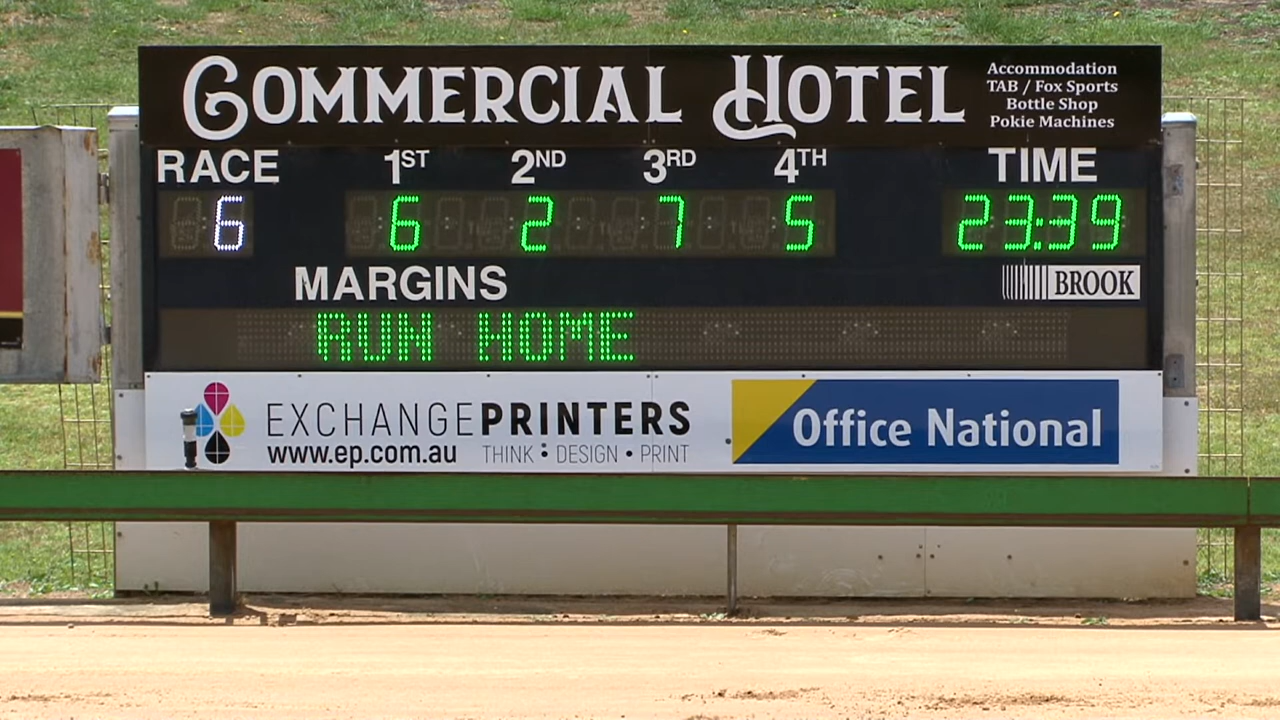 COMMERCIAL HOTEL
Accommodation
TAB / Fox Sports
Bottle Shop
Pokie Machines
RACE 1ST 2ND 3RD 4TH TIME
6 6 2 7 5 23:39
MARGINS
BROOK
RUN HOME
EXCHANGEPRINTERS
www.ep.com.au THINK : DESIGN • PRINT
Office National